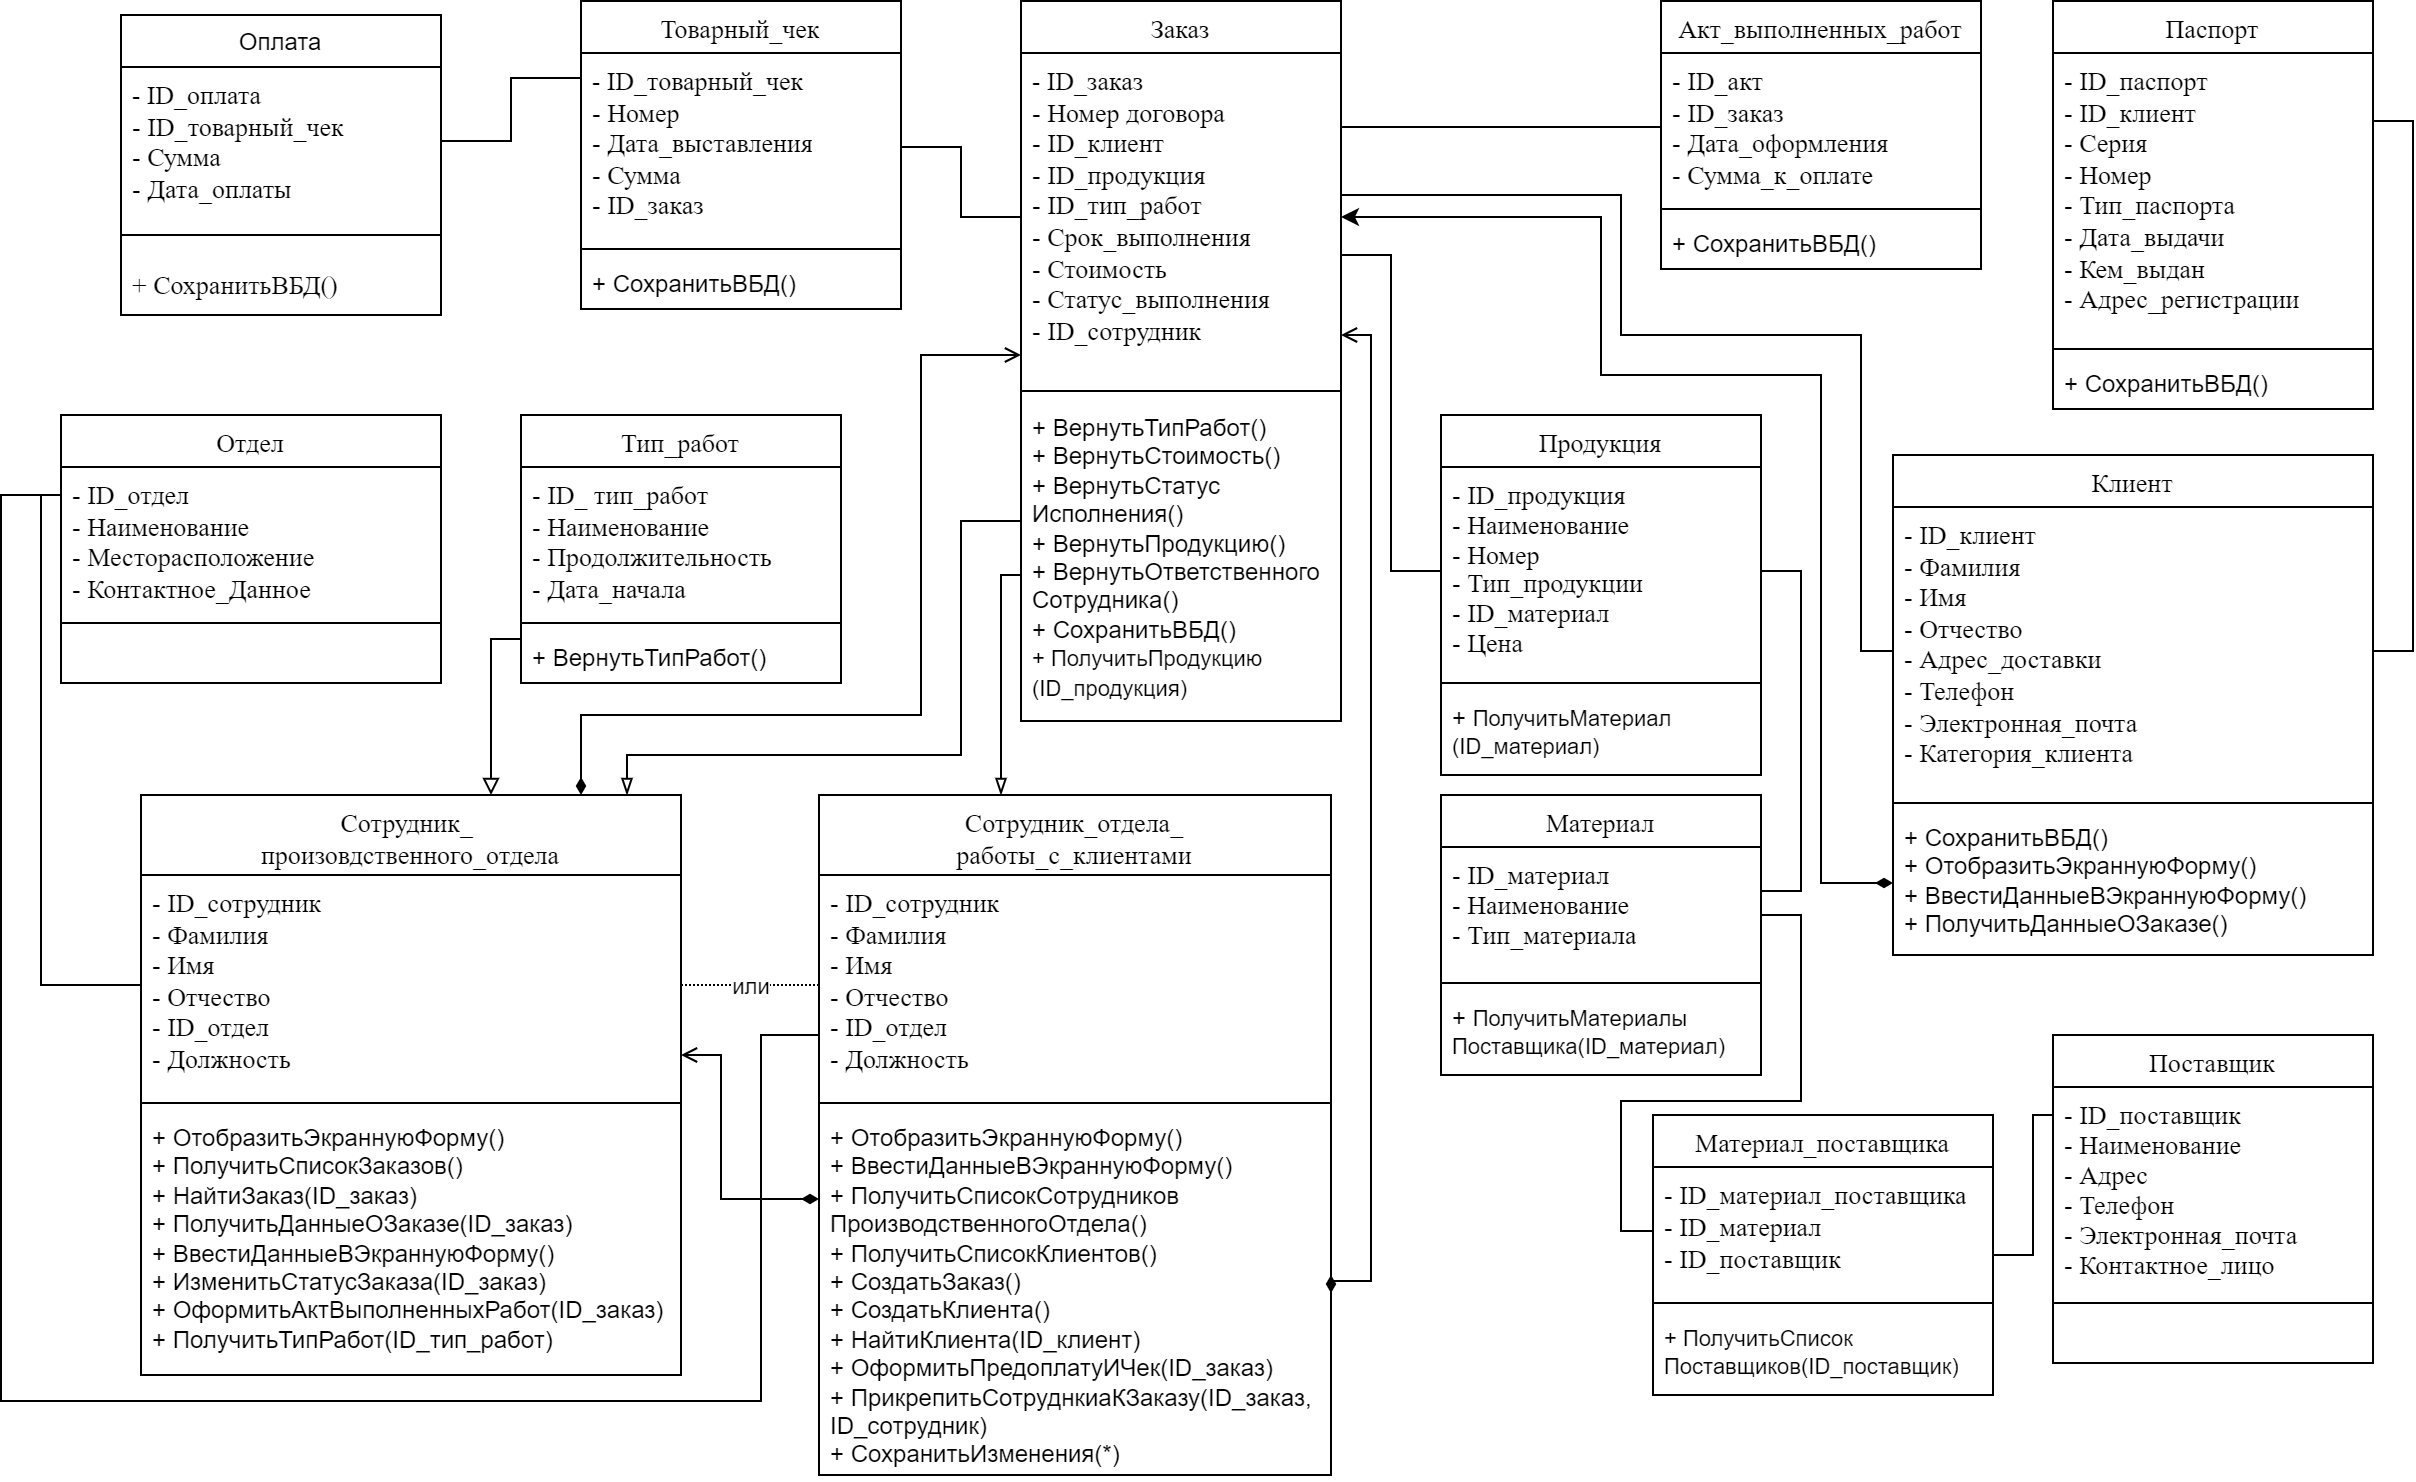 Оплата
- ID_оплата
- ID_товарный_чек
- Сумма
- Дата_оплаты
+ СохранитьВБД()
Товарный_чек
- ID_товарный_чек
- Номер
- Дата_выставления
- Сумма
- ID_заказ
+ СохранитьВБД()
Заказ
- ID_заказ
- Номер договора
- ID_клиент
- ID_продукция
- ID_тип_работ
- Срок_выполнения
- Стоимость
- Статус_выполнения
- ID_сотрудник
+ ВернутьТипРабот()
+ ВернутьСтоимость()
+ ВернутьСтатус
Исполнения()
+ ВернутьПродукцию()
+ ВернутьОтветственного
Сотрудника()
+ СохранитьВБД()
+ ПолучитьПродукцию
(ID_продукция)
Акт_выполненных_работ
- ID_акт
- ID_заказ
- Дата_оформления
- Сумма_к_оплате
+ СохранитьВБД()
Паспорт
- ID_паспорт
- ID_клиент
- Серия
- Номер
- Тип_паспорта
- Дата_выдачи
- Кем_выдан
- Адрес_регистрации
+ СохранитьВБД()
Отдел
- ID_отдел
- Наименование
- Месторасположение
- Контактное_Данное
Тип_работ
- ID_ тип_работ
- Наименование
- Продолжительность
- Дата_начала
+ ВернутьТипРабот()
Продукция
- ID_продукция
- Наименование
- Номер
- Тип_продукции
- ID_материал
- Цена
+ ПолучитьМатериал
(ID_материал)
Клиент
- ID_клиент
- Фамилия
- Имя
- Отчество
- Адрес_доставки
- Телефон
- Электронная_почта
- Категория_клиента
+ СохранитьВБД()
+ ОтобразитьЭкраннуюФорму()
+ ВвестиДанныеВЭкраннуюФорму()
+ ПолучитьДанныеОЗаказе()
Сотрудник_
произовдственного_отдела
- ID_сотрудник
- Фамилия
- Имя
- Отчество
- ID_отдел
- Должность
+ ОтобразитьЭкраннуюФорму()
+ ПолучитьСписокЗаказов()
+ НайтиЗаказ(ID_заказ)
+ ПолучитьДанныеОЗаказе(ID_заказ)
+ ВвестиДанныеВЭкраннуюФорму()
+ ИзменитьСтатусЗаказа(ID_заказ)
+ ОформитьАктВыполненныхРабот(ID_заказ)
+ ПолучитьТипРабот(ID_тип_работ)
или
Сотрудник_отдела_
работы_с_клиентами
- ID_сотрудник
- Фамилия
- Имя
- Отчество
- ID_отдел
- Должность
+ ОтобразитьЭкраннуюФорму()
+ ВвестиДанныеВЭкраннуюФорму()
+ ПолучитьСписокСотрудников
ПроизводственногоОтдела()
+ ПолучитьСписокКлиентов()
+ СоздатьЗаказ()
+ СоздатьКлиента()
+ НайтиКлиента(ID_клиент)
+ ОформитьПредоплатуИЧек(ID_заказ)
+ ПрикрепитьСотруднкиаКЗаказу(ID_заказ,
ID_сотрудник)
+ СохранитьИзменения(*)
Материал
- ID_материал
- Наименование
- Тип_материала
+ ПолучитьМатериалы
Поставщика(ID_материал)
Материал_поставщика
- ID_материал_поставщика
- ID_материал
- ID_поставщик
+ ПолучитьСписок
Поставщиков(ID_поставщик)
Поставщик
- ID_поставщик
- Наименование
- Адрес
- Телефон
- Электронная_почта
- Контактное_лицо